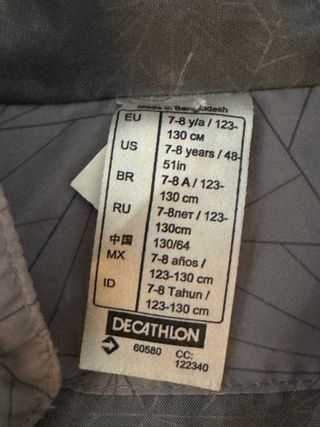 Made in Bangladesh
EU 7-8 y/a / 123-
130 cм
US 7-8 years / 48-
51in
BR 7-8 A / 123-
130 cm
RU 7-8лет / 123-
130cm
中国 130/64
MX 7-8 años /
123-130 cm
ID 7-8 Tahun /
123-130 cm
DECATHLON
60580 CC:
122340